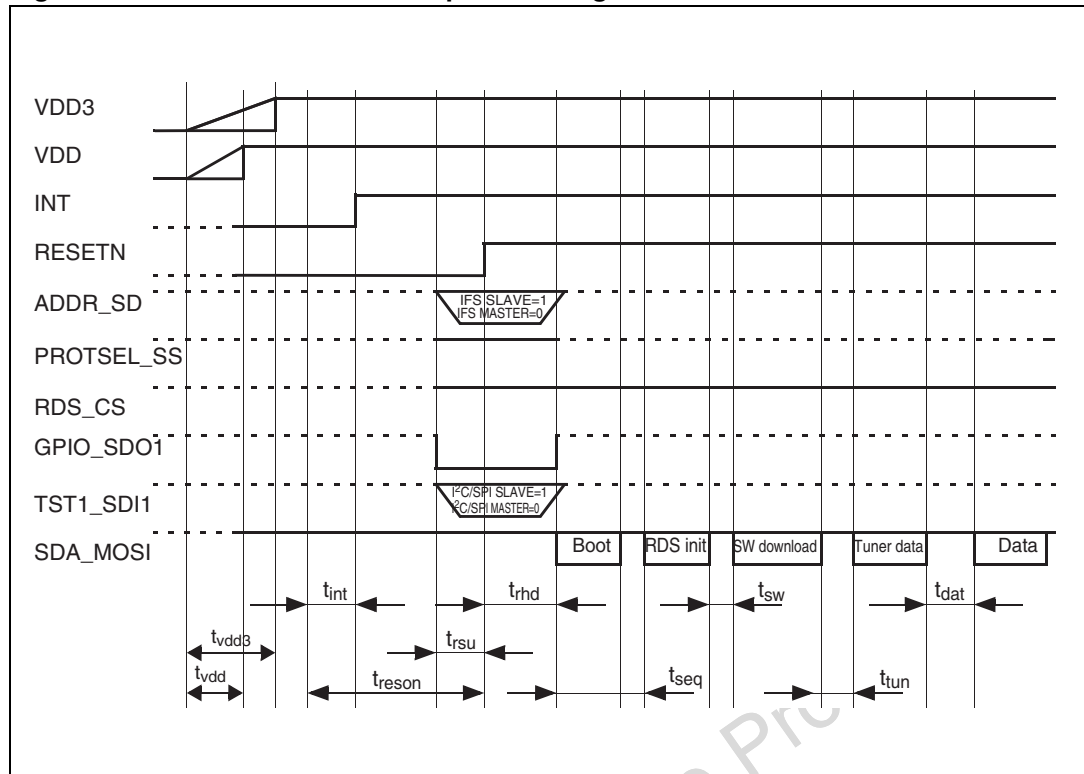 VDD3
VDD
INT
RESETN
ADDR_SD
IFS SLAVE=1
IFS MASTER=0
PROTSEL_SS
RDS_CS
GPIO_SDO1
TST1_SDI1
I²C/SPI SLAVE=1
I²C/SPI MASTER=0
SDA_MOSI
Boot
RDS init
SW download
Tuner data
Data
tint
trhd
tsw
tdat
tvdd3
trsu
tvdd
treson
tseq
ttun